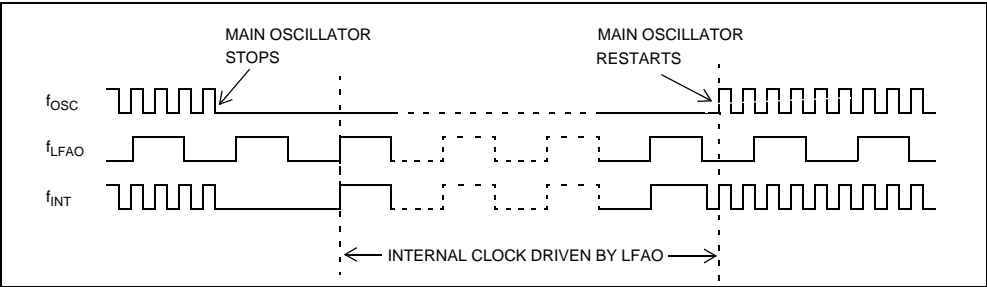 MAIN OSCILLATOR
STOPS
MAIN OSCILLATOR
RESTARTS
fOSC
fLFAO
fINT
INTERNAL CLOCK DRIVEN BY LFAO